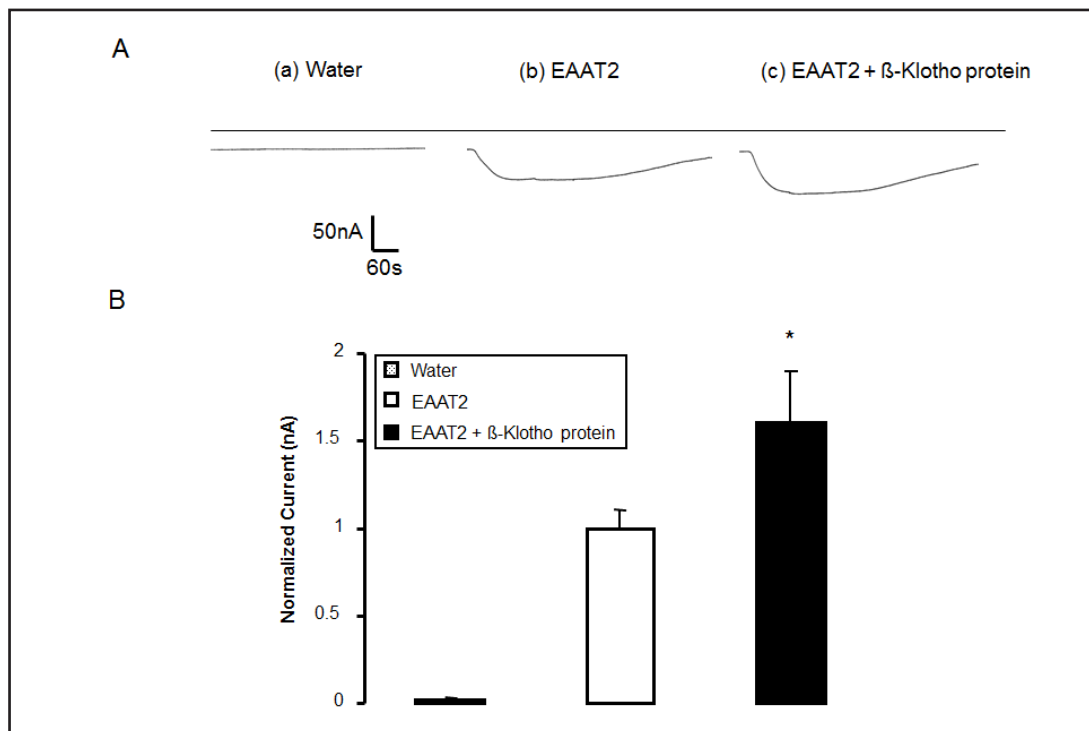 A
(a) Water
(b) EAAT2
(c) EAAT2 + ß-Klotho protein
50nA
60s
B
*
2
1.5
1
0.5
0
Normalized Current (nA)
Water
EAAT2
EAAT2 + ß-Klotho protein